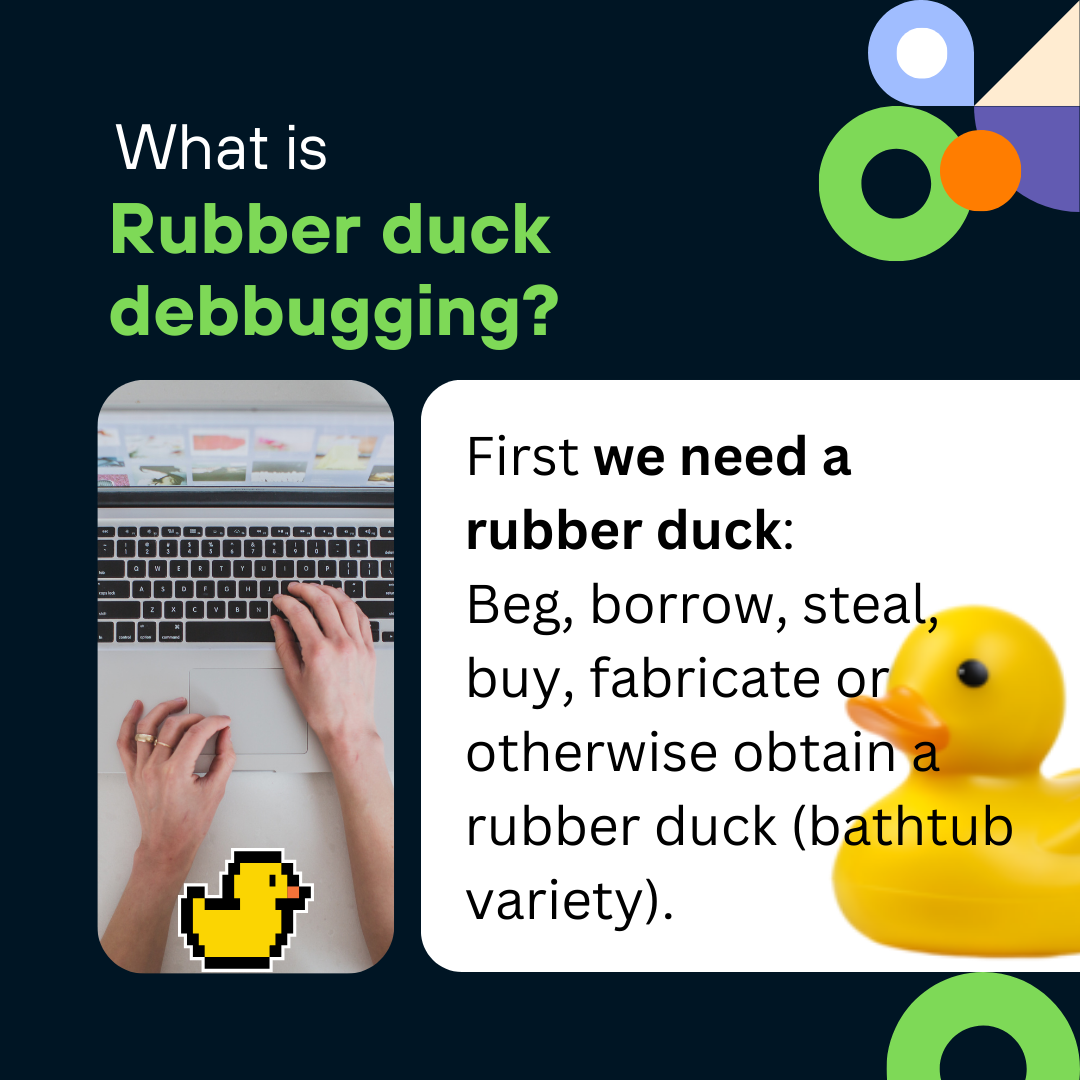 What is
Rubber duck
debbugging?
First we need a
rubber duck:
Beg, borrow, steal,
buy, fabricate or
otherwise obtain a
rubber duck (bathtub
variety).